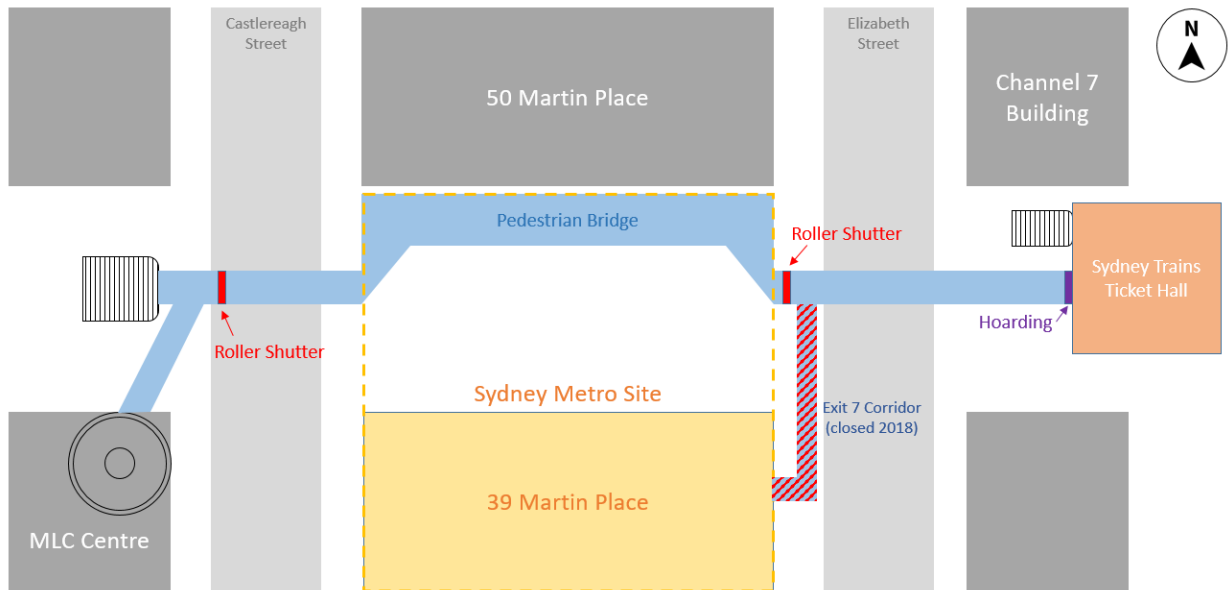 Castlereagh
Street
Elizabeth
Street
N
50 Martin Place
Channel 7
Building
Pedestrian Bridge
Roller Shutter
Sydney Trains
Ticket Hall
Hoarding
Roller Shutter
Sydney Metro Site
Exit 7 Corridor
(closed 2018)
39 Martin Place
MLC Centre